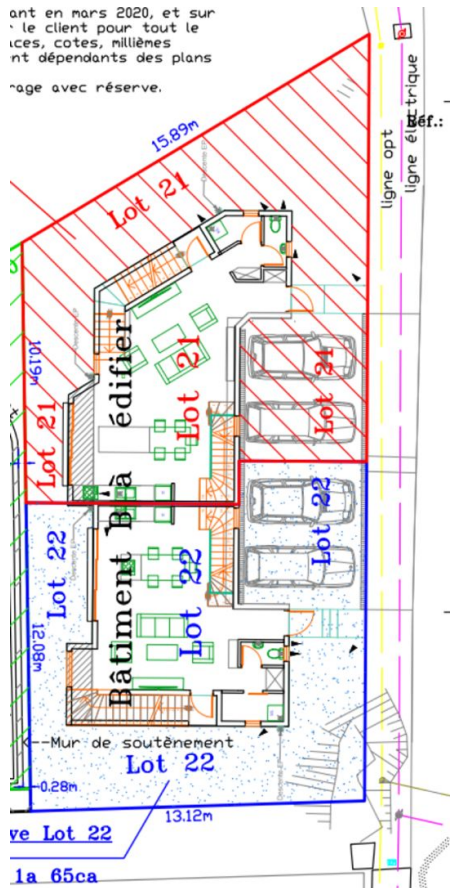 ant en mars 2020, et sur
r le client pour tout le
aces, cotes, millièmes
nt dépendants des plans
rage avec réserve.
15.89m
Réf.:
ligne opt
ligne électrique
Lot 21
Descente EP
10.19m
Lot 21
Lot 21
Lot 21
Bâtiment B à édifier
Lot 22
Lot 22
Lot 22
12.08m
<--Mur de soutènement
Lot 22
0.28m
13.12m
ve Lot 22
1a 65ca